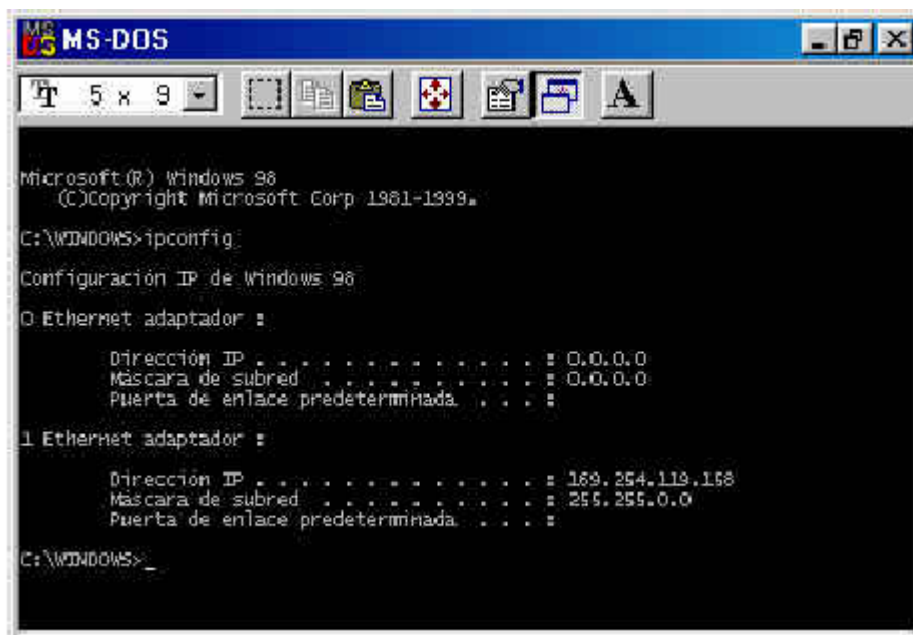 MS-DOS
5 x 9
A
Microsoft(R) Windows 98
(C)Copyright Microsoft Corp 1981-1999.
C:\WINDOWS>ipconfig
Configuración IP de Windows 98
0 Ethernet adaptador :
Dirección IP . . . . . . . . . . . . . . : 0.0.0.0
Máscara de subred . . . . . . . . . . . : 0.0.0.0
Puerta de enlace predeterminada . . . . :
1 Ethernet adaptador :
Dirección IP . . . . . . . . . . . . . . : 169.254.119.158
Máscara de subred . . . . . . . . . . . : 255.255.0.0
Puerta de enlace predeterminada . . . . :
C:\WINDOWS>_